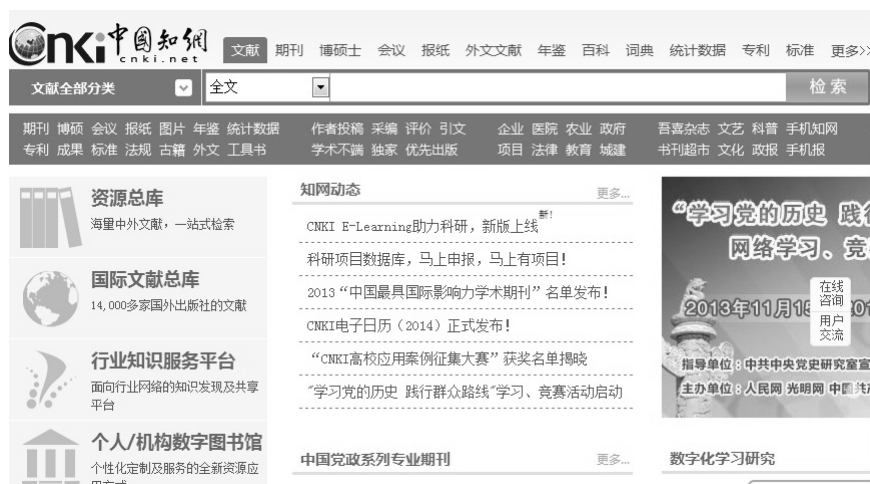 Cnki 中国知网
cnki.net
文献 期刊 博硕士 会议 报纸 外文文献 年鉴 百科 词典 统计数据 专利 标准 更多>>
文献全部分类 全文 检索
期刊 博硕 会议 报纸 图片 年鉴 统计数据 作者投稿 采编 评价 引文 企业 医院 农业 政府 吾喜杂志 文艺 科普 手机知网
专利 成果 标准 法规 古籍 外文 工具书 学术不端 独家 优先出版 项目 法律 教育 城建 书刊超市 文化 政报 手机报
资源总库
海量中外文献，一站式检索
国际文献总库
14,000多家国外出版社的文献
行业知识服务平台
面向行业网络的知识发现及共享
平台
个人/机构数字图书馆
个性化定制及服务的全新资源应
知网动态 更多...
CNKI E-Learning助力科研，新版上线 新!
科研项目数据库，马上申报，马上有项目!
2013“中国最具国际影响力学术期刊”名单发布!
CNKI电子日历（2014）正式发布!
“CNKI高校应用案例征集大赛”获奖名单揭晓
"学习党的历史 践行群众路线"学习、竞赛活动启动
中国党政系列专业期刊 更多...
“学习党的历史 践
网络学习、竞
2013年11月
在线
咨询
用户
交流
指导单位：中共中央党史研究室宣
主办单位：人民网 光明网 中国共
数字化学习研究